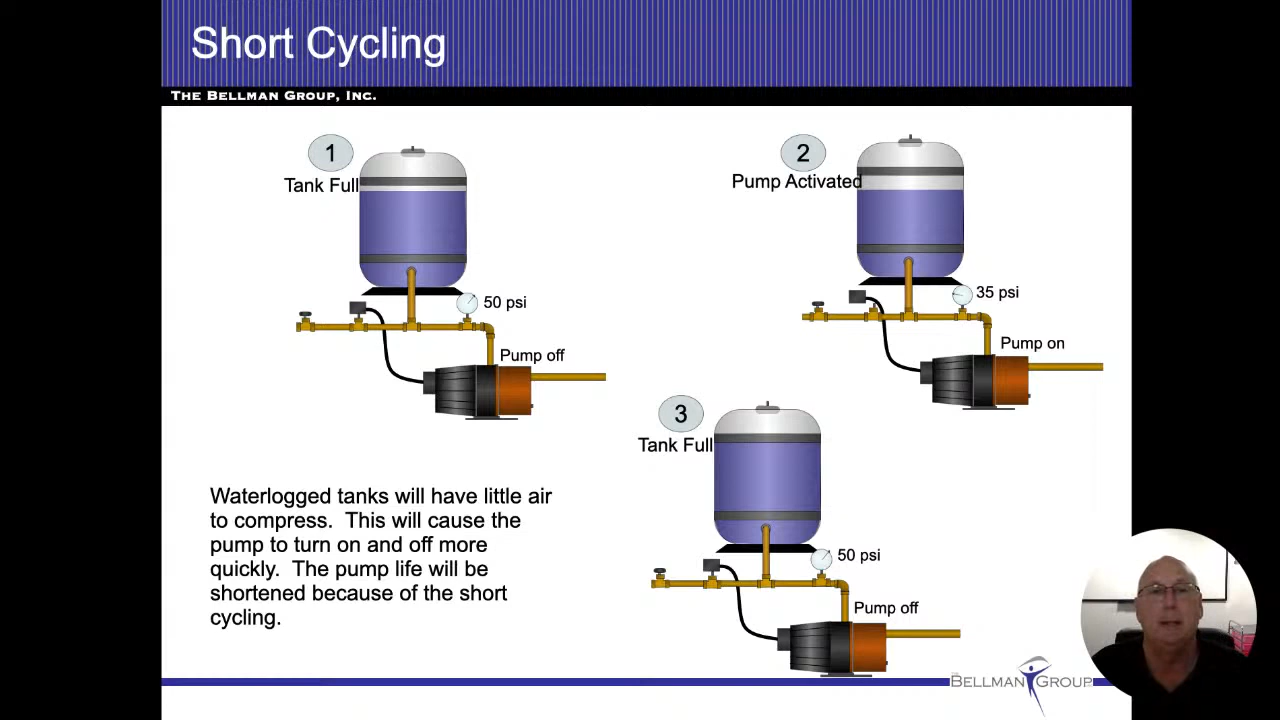 Short Cycling
THE BELLMAN GROUP, INC.
1
Tank Full
50 psi
Pump off
2
Pump Activated
35 psi
Pump on
3
Tank Full
50 psi
Pump off
Waterlogged tanks will have little air
to compress.  This will cause the
pump to turn on and off more
quickly.  The pump life will be
shortened because of the short
cycling.
THE
BELLMAN GROUP